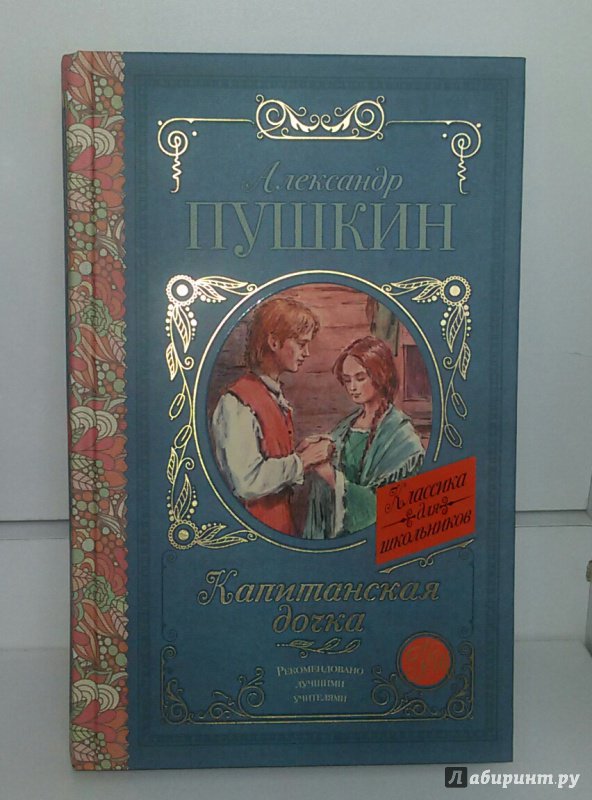 Александр
ПУШКИН
Классика
для
школьников
Капитанская
дочка
Рекомендовано
лучшими
учителями
Лабиринт.ру